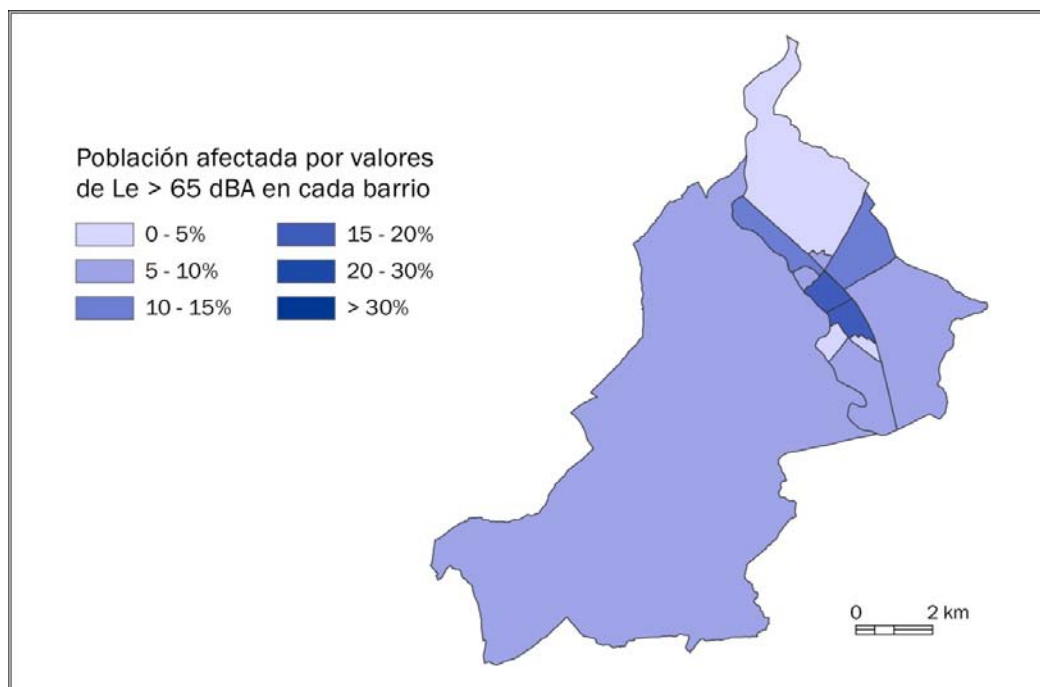 Población afectada por valores
de Le > 65 dBA en cada barrio
0 - 5%
15 - 20%
5 - 10%
20 - 30%
10 - 15%
> 30%
0
2 km